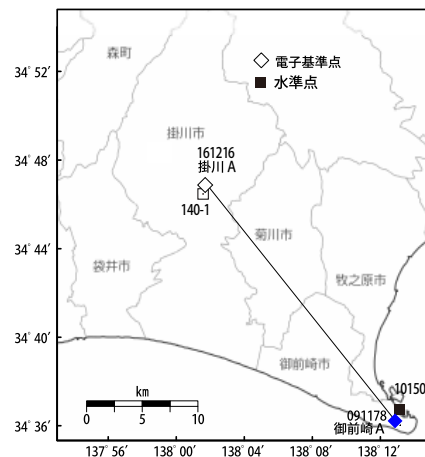 34° 52′
34° 48′
34° 44′
34° 40′
34° 36′
137° 56′
138° 00′
138° 04′
138° 08′
138° 12′
森町
電子基準点
水準点
掛川市
161216
掛川 A
140-1
菊川市
袋井市
牧之原市
御前崎市
km
0 5 10
10150
091178
御前崎 A